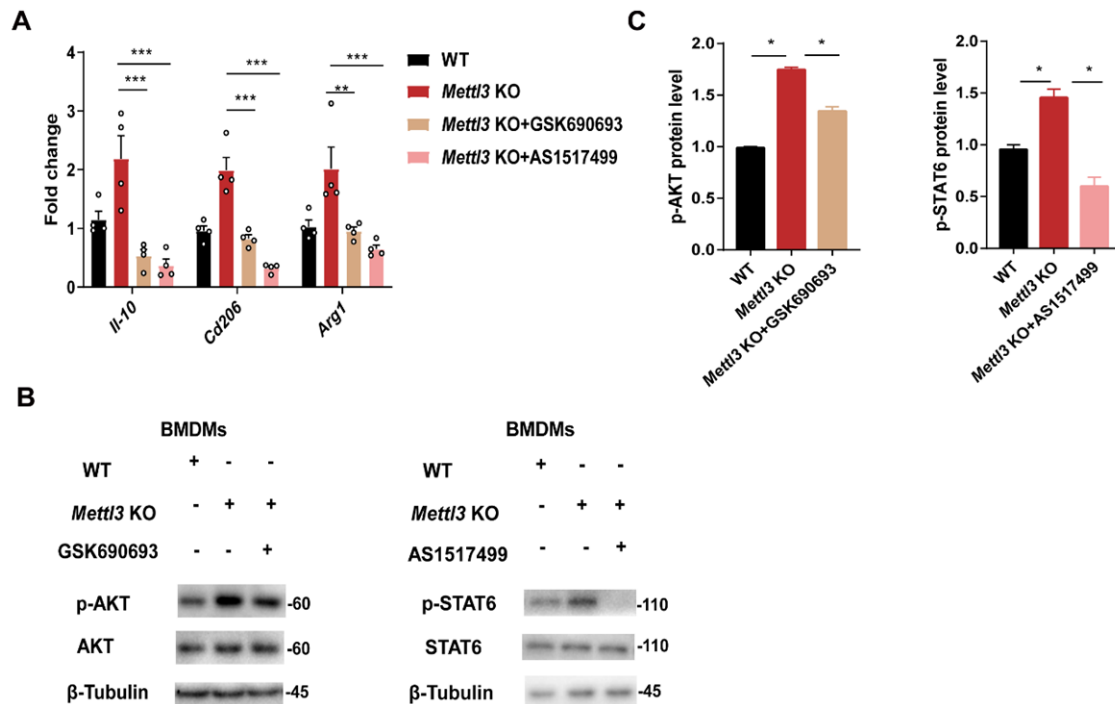 A
Fold change
4
3
2
1
0
*** *** *** *** ** ***
Il-10 Cd206 Arg1
WT
Mettl3 KO
Mettl3 KO+GSK690693
Mettl3 KO+AS1517499
C
p-AKT protein level
2.0
1.5
1.0
0.5
0.0
* *
WT
Mettl3 KO
Mettl3 KO+GSK690693
p-STAT6 protein level
2.0
1.5
1.0
0.5
0.0
* *
WT
Mettl3 KO
Mettl3 KO+AS1517499
B
BMDMs
WT + - -
Mettl3 KO - + +
GSK690693 - - +
p-AKT -60
AKT -60
β-Tubulin -45
BMDMs
WT + - -
Mettl3 KO - + +
AS1517499 - - +
p-STAT6 -110
STAT6 -110
β-Tubulin -45